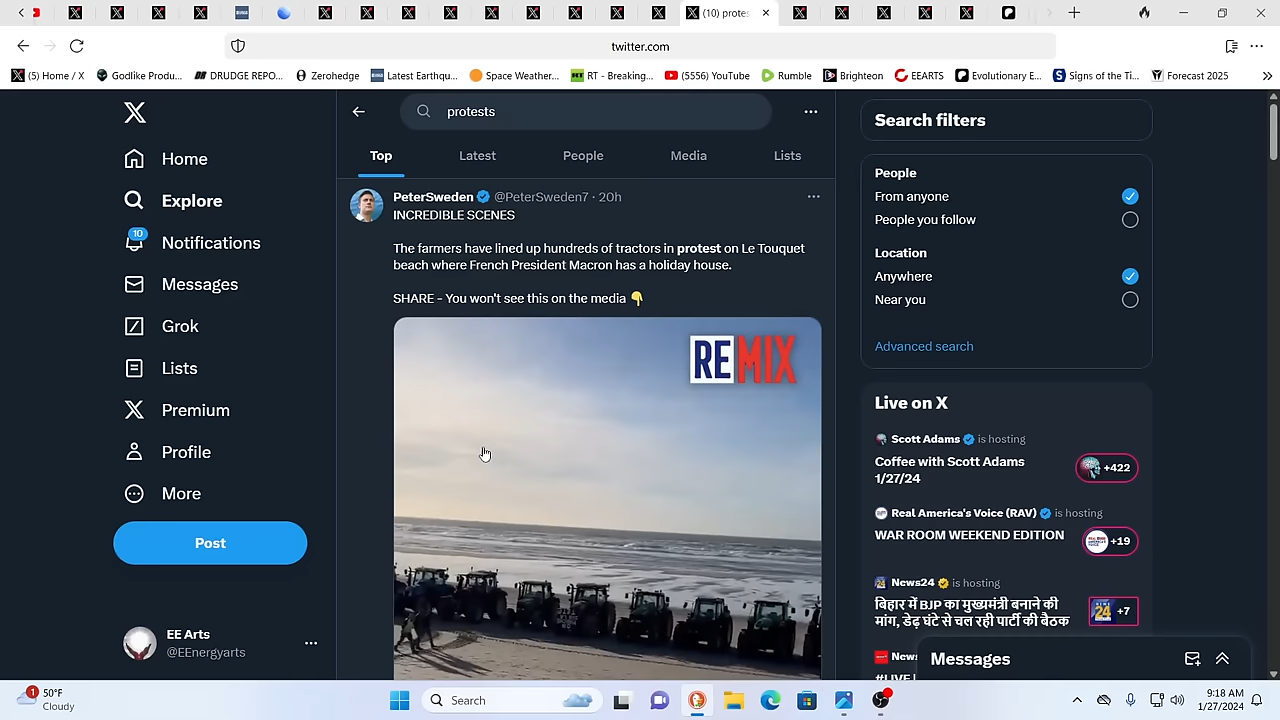 (10) protes
twitter.com
(5) Home / X
Godlike Produ...
DRUDGE REPO...
Zerohedge
Latest Earthqu...
Space Weather...
RT - Breaking...
(5556) YouTube
Rumble
Brighteon
EEARTS
Evolutionary E...
Signs of the Ti...
Forecast 2025
protests
Top
Latest
People
Media
Lists
Home
Explore
10
Notifications
Messages
Grok
Lists
Premium
Profile
More
Post
EE Arts
@EEnergyarts
PeterSweden @PeterSweden7 · 20h
INCREDIBLE SCENES
The farmers have lined up hundreds of tractors in protest on Le Touquet
beach where French President Macron has a holiday house.
SHARE - You won't see this on the media
REMIX
Search filters
People
From anyone
People you follow
Location
Anywhere
Near you
Advanced search
Live on X
Scott Adams is hosting
Coffee with Scott Adams
1/27/24
+422
Real America's Voice (RAV) is hosting
WAR ROOM WEEKEND EDITION
+19
News24 is hosting
बिहार में BJP का मुख्यमंत्री बनाने की
मांग, डेढ़ घंटे से चल रही पार्टी की बैठक
+7
Messages
1
50°F
Cloudy
Search
9:18 AM
1/27/2024